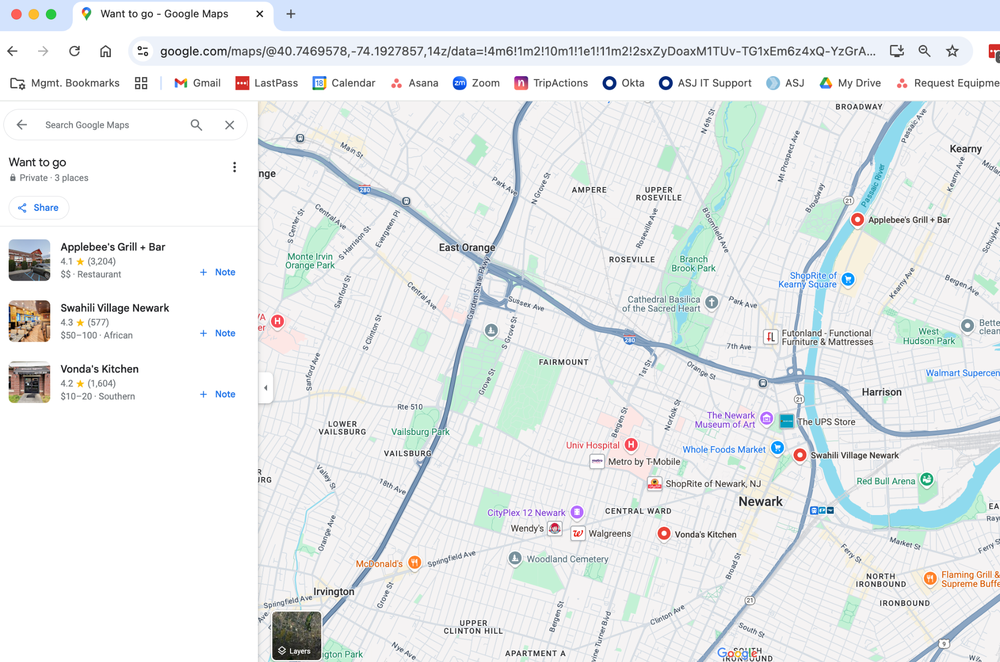 Want to go - Google Maps
google.com/maps/@40.7469578,-74.1927857,14z/data=!4m6!1m2!10m1!1e1!11m2!2sxZyDoaxM1TUv-TG1xEm6z4xQ-YzGrA...
Mgmt. Bookmarks
Gmail
LastPass
18
Calendar
Asana
zm
Zoom
n
TripActions
Okta
ASJ IT Support
ASJ
My Drive
Request Equipme
Search Google Maps
Want to go
Private · 3 places
Share
Applebee's Grill + Bar
4.1 ★ (3,204)
$$ · Restaurant
+ Note
Swahili Village Newark
4.3 ★ (577)
$50–100 · African
+ Note
Vonda's Kitchen
4.2 ★ (1,604)
$10–20 · Southern
+ Note
BROADWAY
N 6th St
Passaic Ave
Main St
Kearny
Mt Prospect Ave
Midlan
nge
Passaic River
Kearny Ave
Park Ave
N Grove St
AMPERE
UPPER
ROSEVILLE
280
Broadway
21
S Center St
Central Ave
Evergreen Pl
S Harrison St
Bloomfield Ave
Roseville Ave
Applebee's Grill + Bar
Schuyler A
East Orange
Monte Irvin
Orange Park
ROSEVILLE
Branch
Brook Park
Garden State Pkwy
ShopRite of
Kearny Square
Kearny Ave
Bergen Ave
Sanford St
Central Ave
Sussex Ave
Cathedral Basilica
of the Sacred Heart
Park Ave
VA
er
H
S Clinton St
S Grove St
280
Futonland - Functional
Furniture & Mattresses
7th Ave
Bette
clean
West
Hudson Park
Sanford Ave
FAIRMOUNT
1st St
Orange St
Walmart Supercen
Grove St
Harrison
21
Rte 510
Bergen St
Norfolk St
The Newark
Museum of Art
The UPS Store
LOWER
VAILSBURG
Vailsburg Park
Univ Hospital
H
Whole Foods Market
VAILSBURG
metro
Metro by T-Mobile
Swahili Village Newark
R
URG
Valley St
18th Ave
ShopRite of Newark, NJ
Red Bull Arena
Newark
CityPlex 12 Newark
CENTRAL WARD
EA
Ray
Orange Ave
Wendy's
Walgreens
Vonda's Kitchen
Market St
Ferry St
Ferry S
McDonald's
Springfield Ave
Woodland Cemetery
Broad St
NORTH
IRONBOUND
Flaming Grill &
Supreme Buffe
Irvington
Springfield Ave
Grove St
21
IRONBOUND
Ave
Bergen St
Clinton Ave
UPPER
CLINTON HILL
South St
Layers
ngton Park
Nye Ave
APARTMENT A
vine Turner Blvd
Google
SOUTH
IRONBOUND
9
Wils